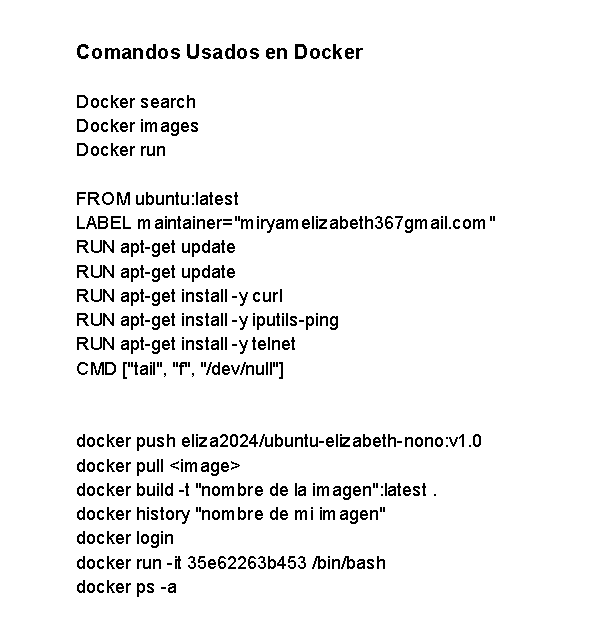 Comandos Usados en Docker
Docker search
Docker images
Docker run
FROM ubuntu:latest
LABEL maintainer="miryamelizabeth367gmail.com"
RUN apt-get update
RUN apt-get update
RUN apt-get install -y curl
RUN apt-get install -y iputils-ping
RUN apt-get install -y telnet
CMD ["tail", "f", "/dev/null"]
docker push eliza2024/ubuntu-elizabeth-nono:v1.0
docker pull <image>
docker build -t "nombre de la imagen":latest .
docker history "nombre de mi imagen"
docker login
docker run -it 35e62263b453 /bin/bash
docker ps -a